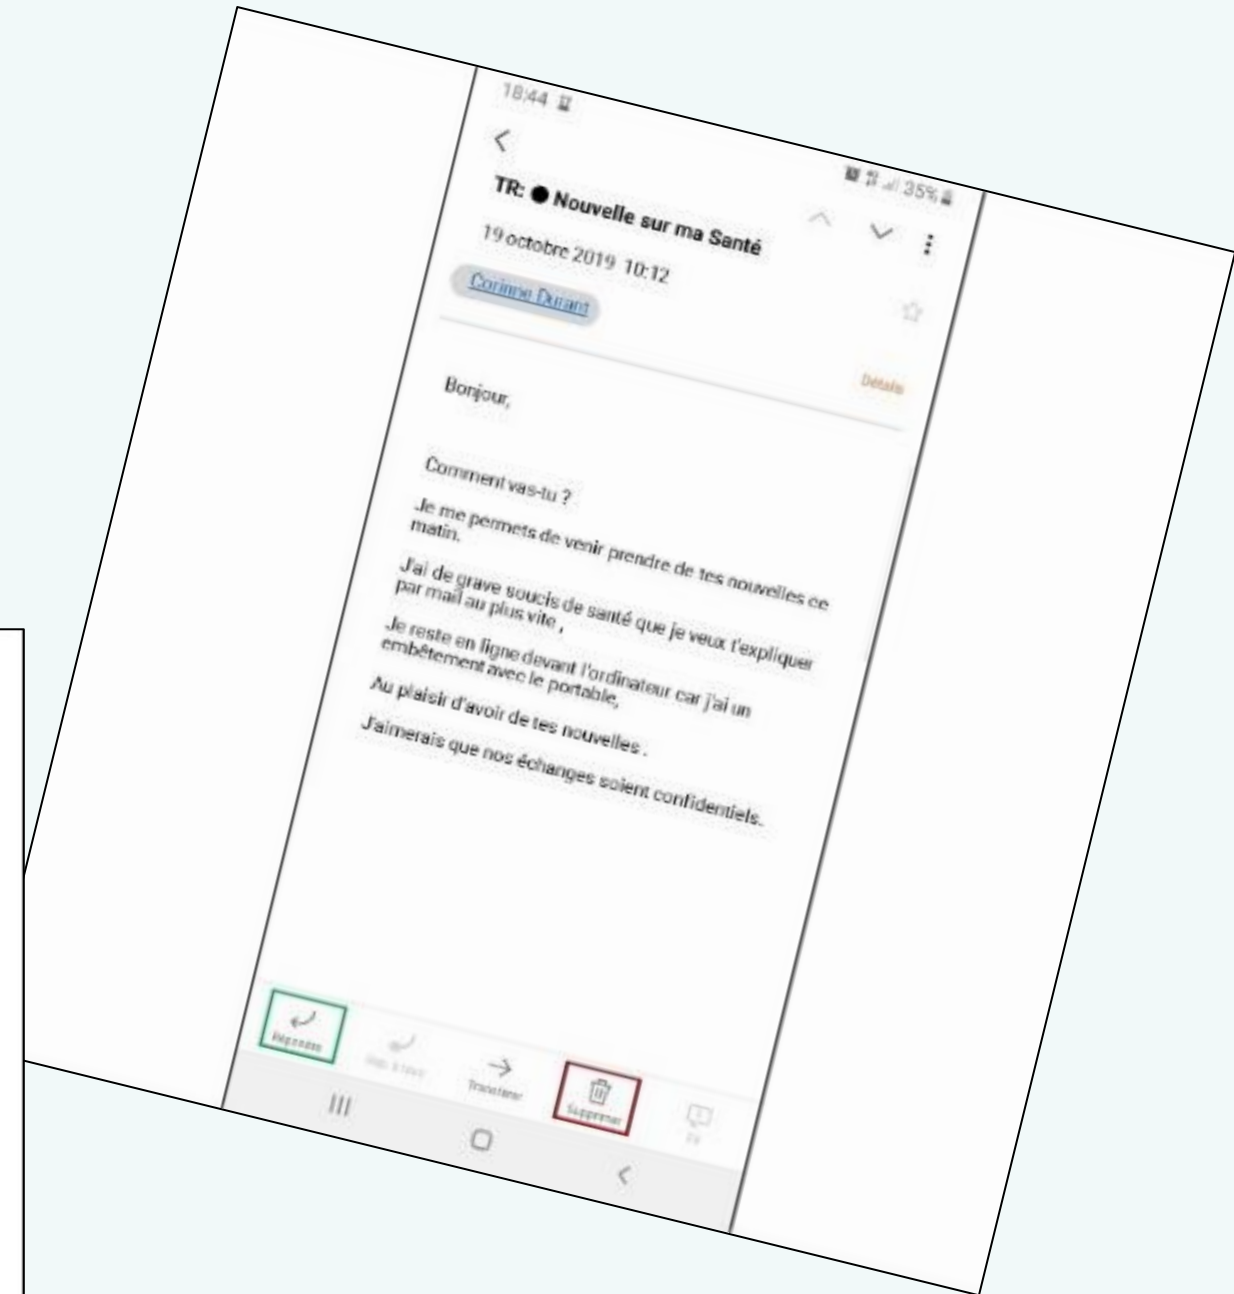 18:44
35%
TR: ● Nouvelle sur ma Santé
19 octobre 2019 10:12
Corinne Durant
Détails
Bonjour,
Comment vas-tu ?
Je me permets de venir prendre de tes nouvelles ce
matin.
J'ai de grave soucis de santé que je veux t'expliquer
par mail au plus vite ,
Je reste en ligne devant l'ordinateur car j'ai un
embêtement avec le portable,
Au plaisir d'avoir de tes nouvelles .
J'aimerais que nos échanges soient confidentiels.
Répondre
Transférer
Supprimer